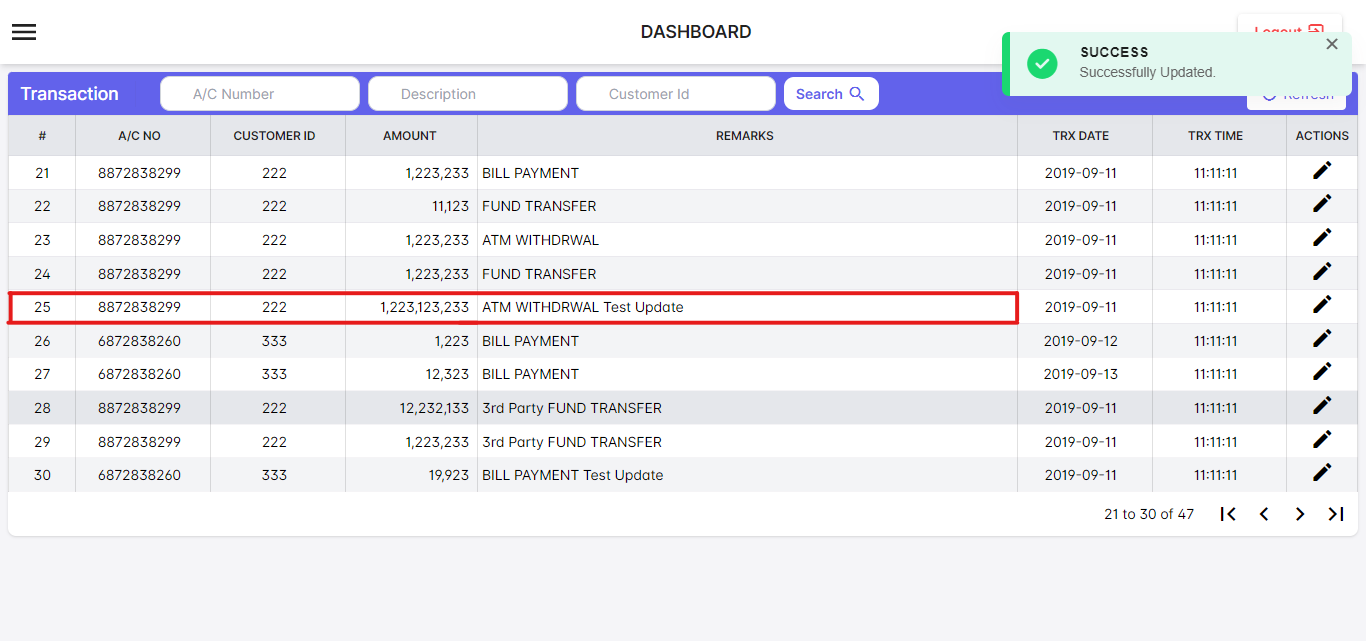 DASHBOARD
Logout
SUCCESS
Successfully Updated.
Transaction A/C Number Description Customer Id Search Refresh
# A/C NO CUSTOMER ID AMOUNT REMARKS TRX DATE TRX TIME ACTIONS
21 8872838299 222 1,223,233 BILL PAYMENT 2019-09-11 11:11:11
22 8872838299 222 11,123 FUND TRANSFER 2019-09-11 11:11:11
23 8872838299 222 1,223,233 ATM WITHDRWAL 2019-09-11 11:11:11
24 8872838299 222 1,223,233 FUND TRANSFER 2019-09-11 11:11:11
25 8872838299 222 1,223,123,233 ATM WITHDRWAL Test Update 2019-09-11 11:11:11
26 6872838260 333 1,223 BILL PAYMENT 2019-09-12 11:11:11
27 6872838260 333 12,323 BILL PAYMENT 2019-09-13 11:11:11
28 8872838299 222 12,232,133 3rd Party FUND TRANSFER 2019-09-11 11:11:11
29 8872838299 222 1,223,233 3rd Party FUND TRANSFER 2019-09-11 11:11:11
30 6872838260 333 19,923 BILL PAYMENT Test Update 2019-09-11 11:11:11
21 to 30 of 47